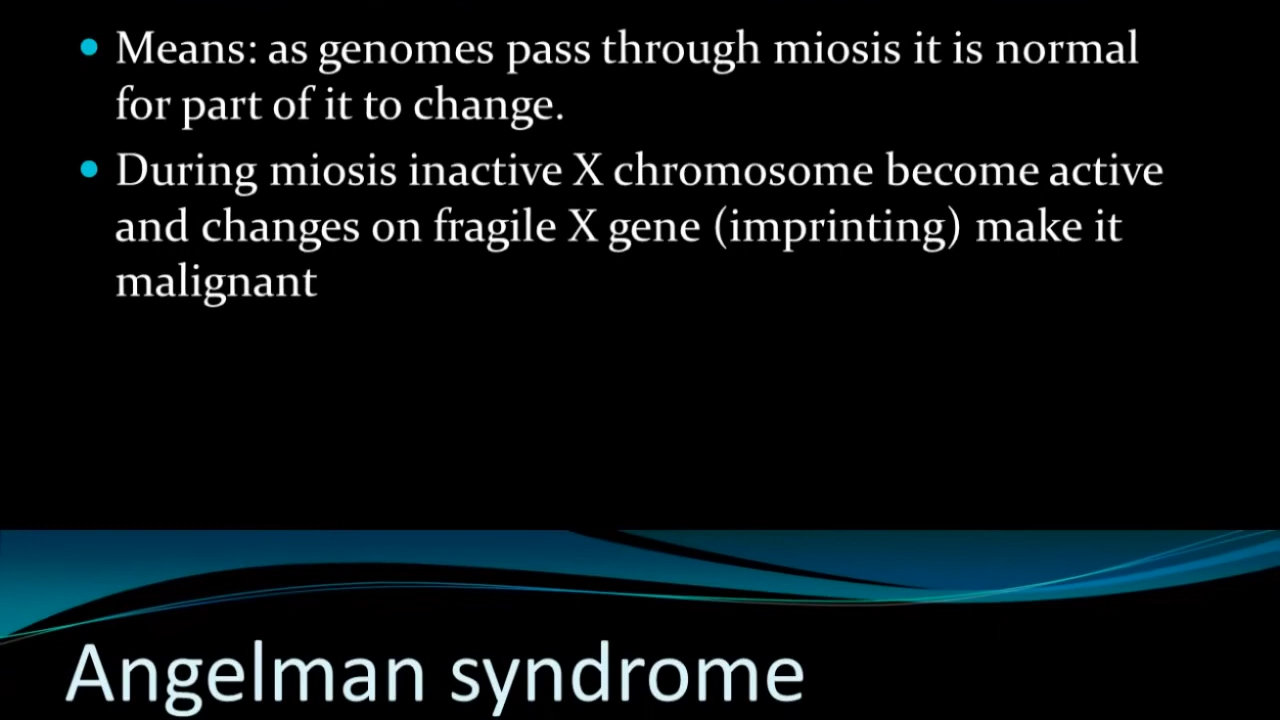 Means: as genomes pass through miosis it is normal
for part of it to change.
During miosis inactive X chromosome become active
and changes on fragile X gene (imprinting) make it
malignant
Angelman syndrome